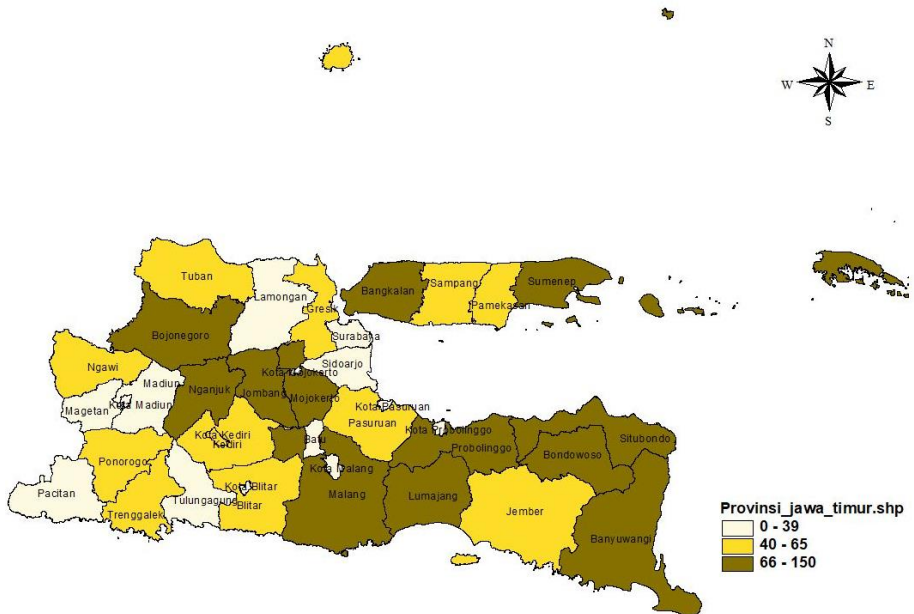 N
W E
S
Tuban
Lamongan
Gresik
Bangkalan
Sampang
Pamekasan
Sumenep
Bojonegoro
Surabaya
Sidoarjo
Ngawi
Madiun
Kota Madiun
Magetan
Nganjuk
Jombang
Kota Mojokerto
Mojokerto
Kota Pasuruan
Pasuruan
Kota Probolinggo
Probolinggo
Situbondo
Bondowoso
Kota Kediri
Kediri
Batu
Ponorogo
Kota Malang
Malang
Pacitan
Trenggalek
Tulungagung
Kota Blitar
Blitar
Lumajang
Jember
Banyuwangi
Provinsi_jawa_timur.shp
0 - 39
40 - 65
66 - 150